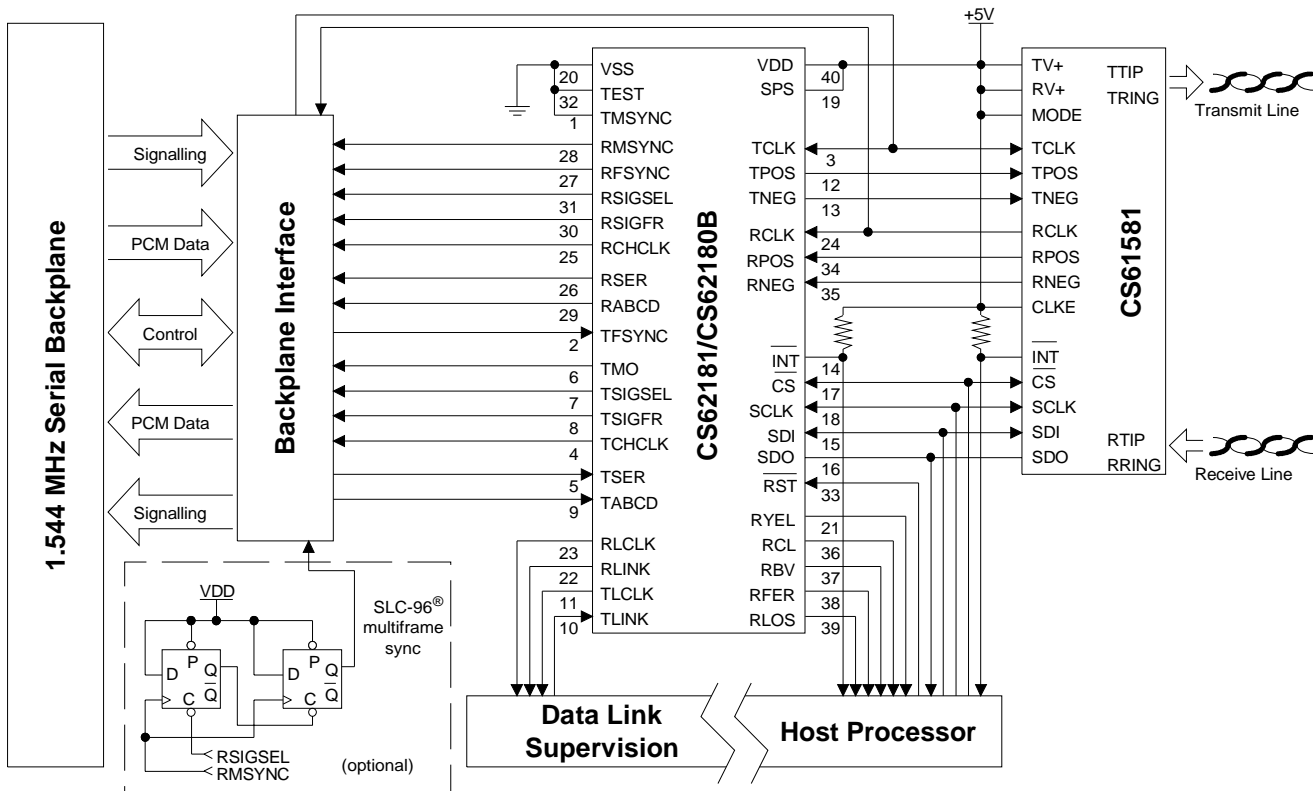 +5V
1.544 MHz Serial Backplane
Signalling
PCM Data
Control
PCM Data
Signalling
Backplane Interface
CS62181/CS62180B
VSS
20
TEST
32
TMSYNC
1
RMSYNC
28
RFSYNC
27
RSIGSEL
31
RSIGFR
30
RCHCLK
25
RSER
26
RABCD
29
TFSYNC
2
TMO
6
TSIGSEL
7
TSIGFR
8
TCHCLK
4
TSER
5
TABCD
9
RLCLK
23
RLINK
22
TLCLK
11
TLINK
10
VDD
40
SPS
19
TCLK
3
TPOS
12
TNEG
13
RCLK
24
RPOS
34
RNEG
35
INT
14
CS
17
SCLK
18
SDI
15
SDO
16
RST
33
RYEL
21
RCL
36
RBV
37
RFER
38
RLOS
39
CS61581
TV+
RV+
MODE
TCLK
TPOS
TNEG
RCLK
RPOS
RNEG
CLKE
INT
CS
SCLK
SDI
SDO
TTIP
TRING
Transmit Line
RTIP
RRING
Receive Line
VDD
SLC-96®
multiframe
sync
D
P
Q
Q
C
D
P
Q
Q
C
RSIGSEL
RMSYNC
(optional)
Data Link
Supervision
Host Processor